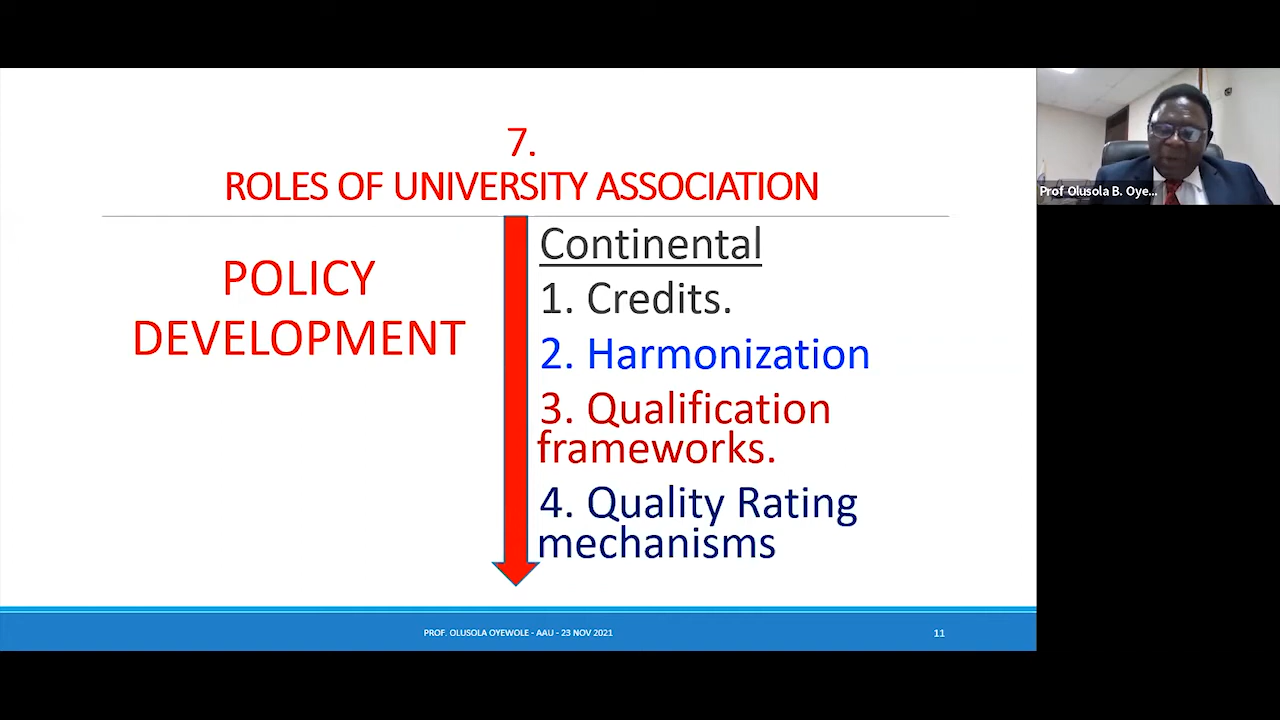 7.
ROLES OF UNIVERSITY ASSOCIATION
POLICY
DEVELOPMENT
Continental
1. Credits.
2. Harmonization
3. Qualification
frameworks.
4. Quality Rating
mechanisms
PROF. OLUSOLA OYEWOLE - AAU - 23 NOV 2021
11
Prof Olusola B. Oye...